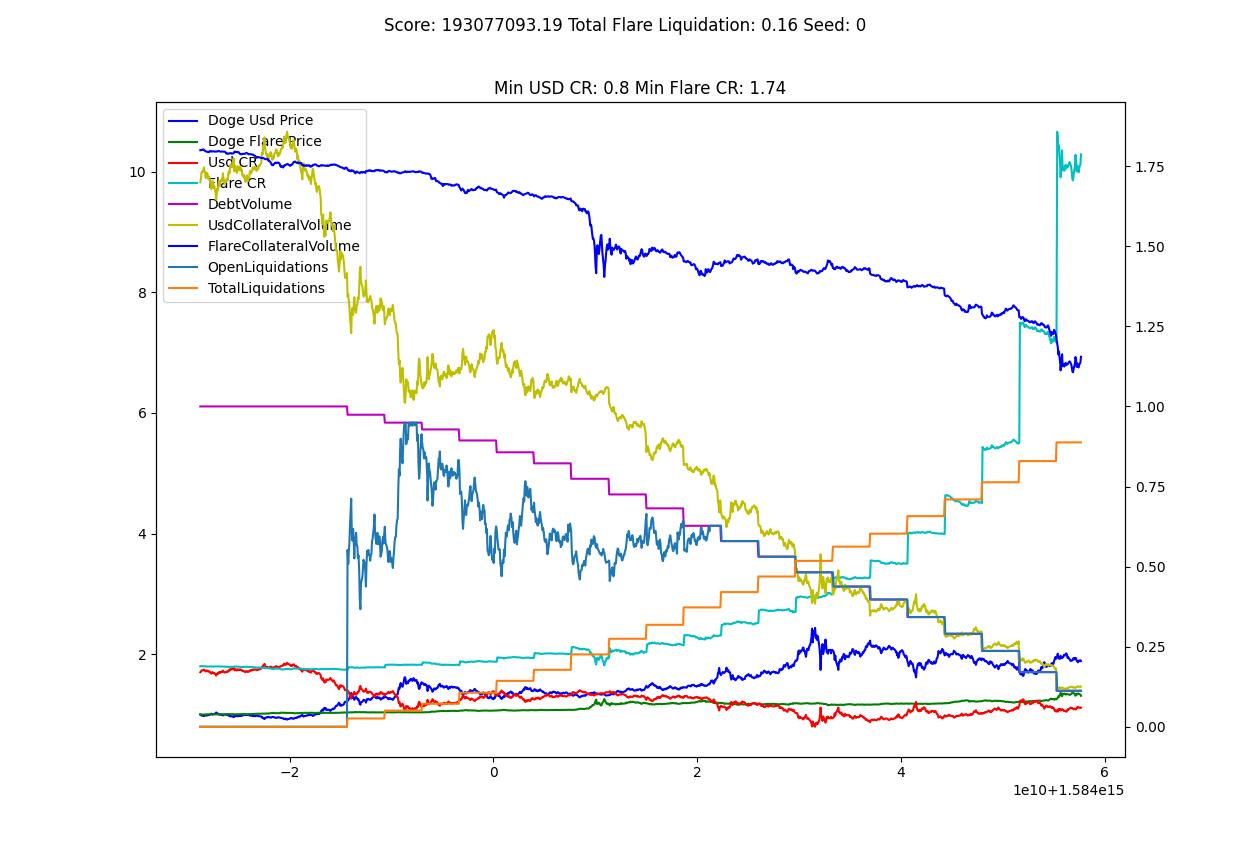 Score: 193077093.19 Total Flare Liquidation: 0.16 Seed: 0
Min USD CR: 0.8 Min Flare CR: 1.74
Doge Usd Price
Doge Flare Price
Usd CR
Flare CR
DebtVolume
UsdCollateralVolume
FlareCollateralVolume
OpenLiquidations
TotalLiquidations
10
8
6
4
2
1.75
1.50
1.25
1.00
0.75
0.50
0.25
0.00
−2
0
2
4
6
1e10+1.584e15